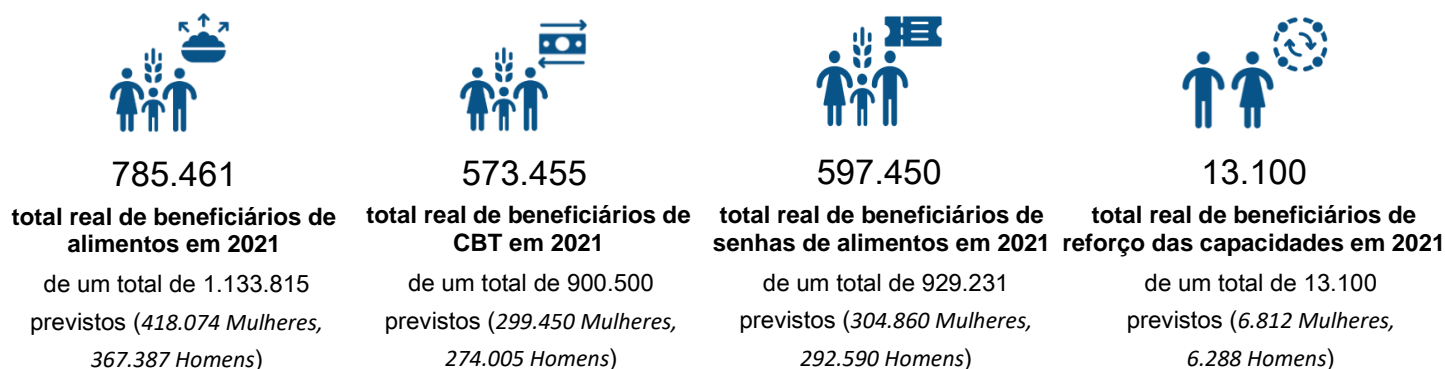 785.461
total real de beneficiários de
alimentos em 2021
de um total de 1.133.815
previstos (418.074 Mulheres,
367.387 Homens)
573.455
total real de beneficiários de
CBT em 2021
de um total de 900.500
previstos (299.450 Mulheres,
274.005 Homens)
597.450
total real de beneficiários de
senhas de alimentos em 2021
de um total de 929.231
previstos (304.860 Mulheres,
292.590 Homens)
13.100
total real de beneficiários de
reforço das capacidades em 2021
de um total de 13.100
previstos (6.812 Mulheres,
6.288 Homens)